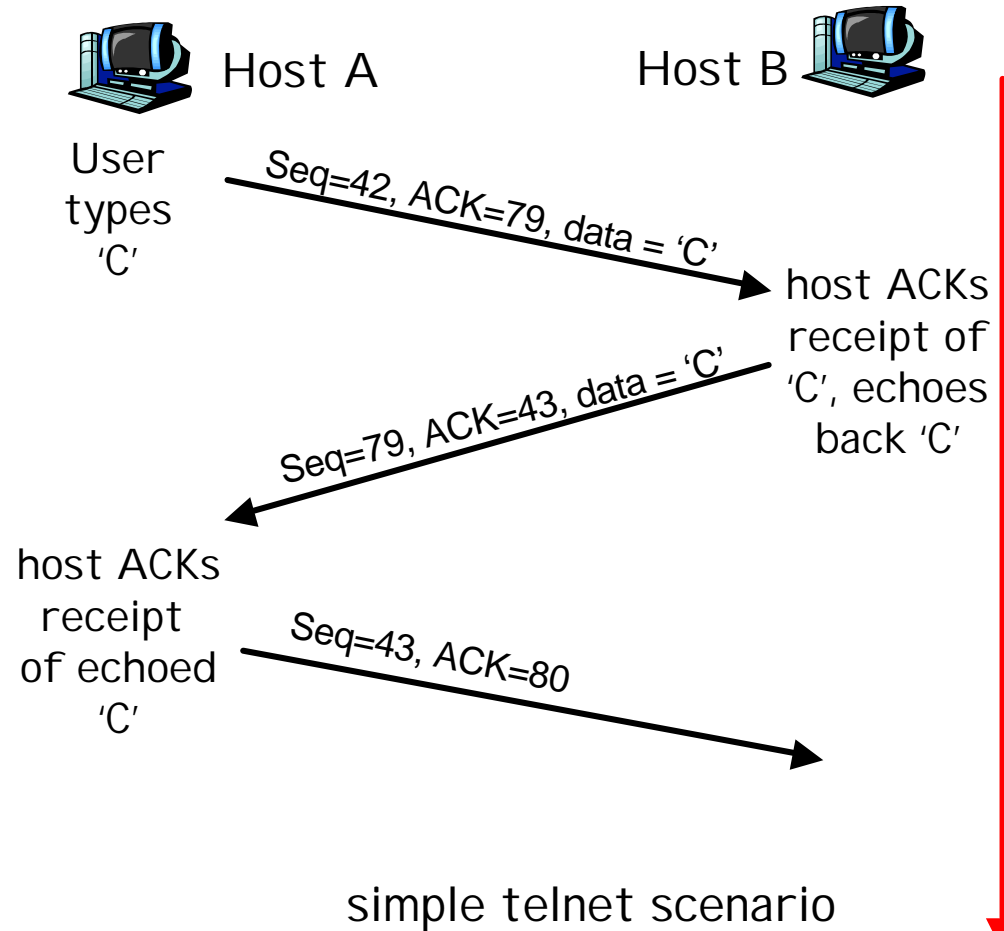 Host A
Host B
User
types
‘C’
Seq=42, ACK=79, data = ‘C’
host ACKs
receipt of
‘C’, echoes
back ‘C’
Seq=79, ACK=43, data = ‘C’
host ACKs
receipt
of echoed
‘C’
Seq=43, ACK=80
simple telnet scenario